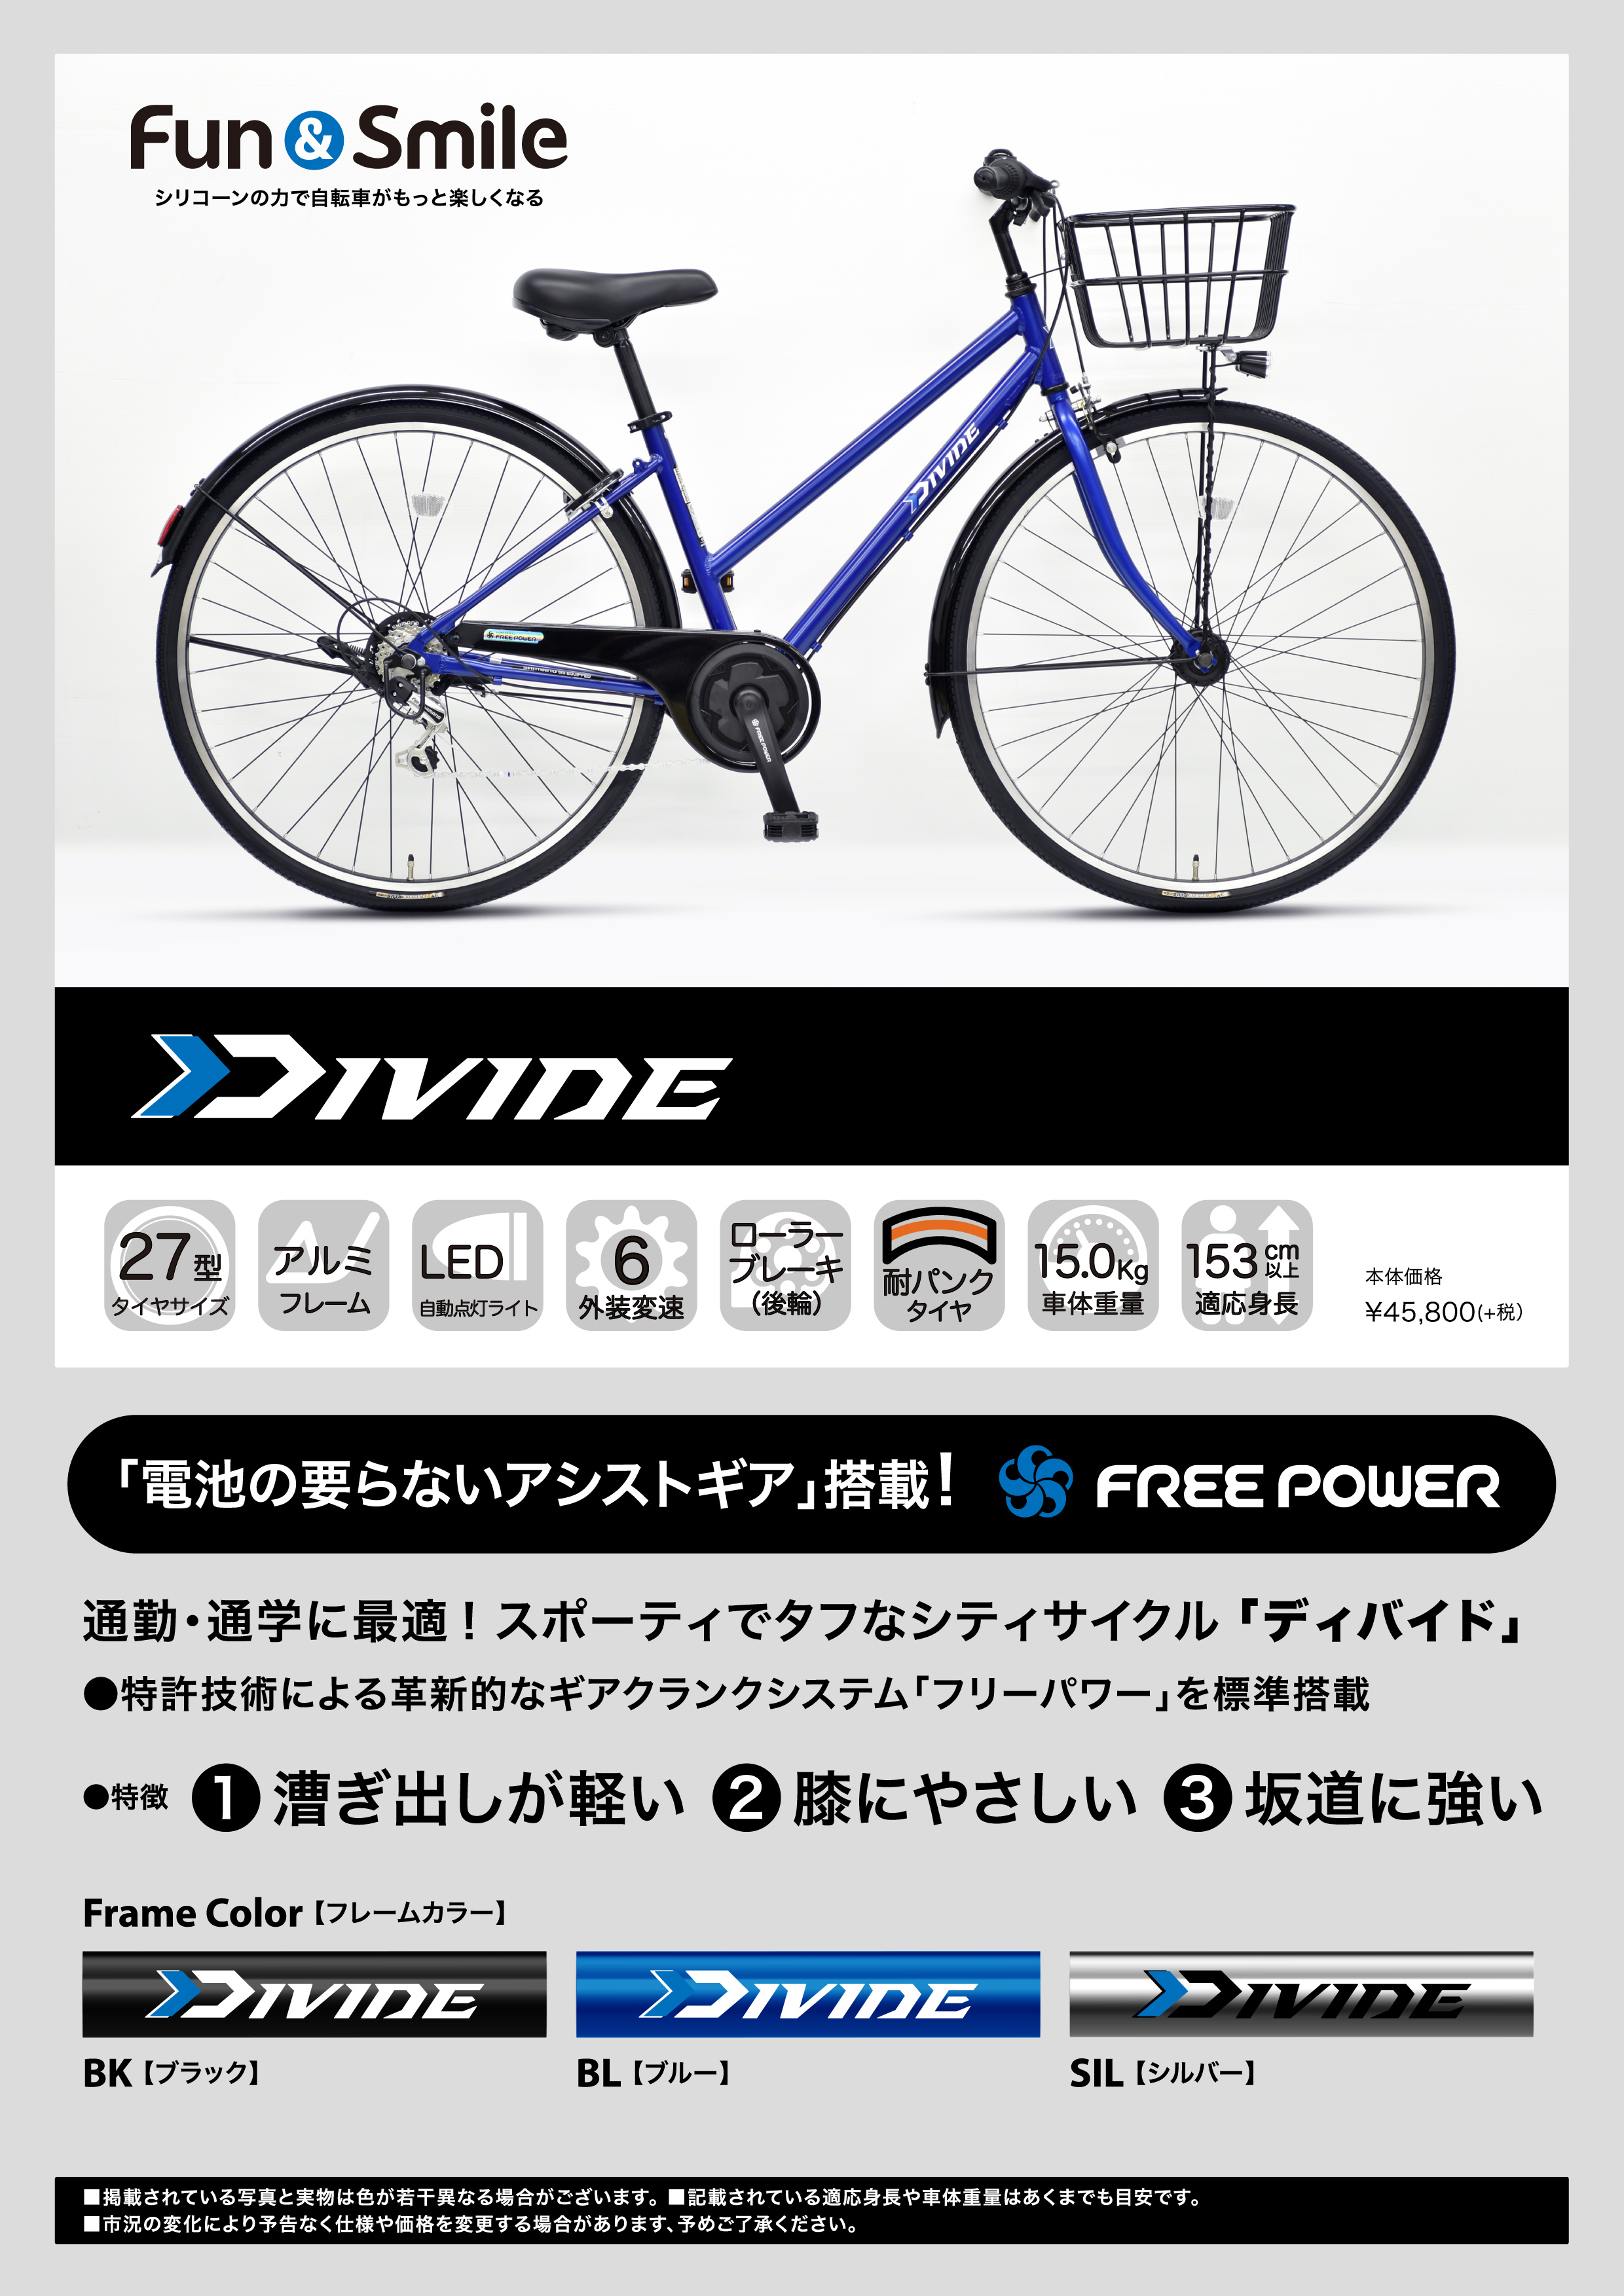 Fun & Smile
シリコーンの力で自転車がもっと楽しくなる
DIVIDE
FREE POWER
FREE POWER
DIVIDE
27型
タイヤサイズ
アルミ
フレーム
LED
自動点灯ライト
6
外装変速
ローラー
ブレーキ
(後輪)
耐パンク
タイヤ
15.0Kg
車体重量
153cm以上
適応身長
本体価格
¥45,800(+税)
「電池の要らないアシストギア」搭載! FREE POWER
通勤・通学に最適!スポーティでタフなシティサイクル「ディバイド」
●特許技術による革新的なギアクランクシステム「フリーパワー」を標準搭載
●特徴 ❶漕ぎ出しが軽い ❷膝にやさしい ❸坂道に強い
Frame Color【フレームカラー】
DIVIDE DIVIDE DIVIDE
BK【ブラック】 BL【ブルー】 SIL【シルバー】
■掲載されている写真と実物は色が若干異なる場合がございます。■記載されている適応身長や車体重量はあくまでも目安です。
■市況の変化により予告なく仕様や価格を変更する場合があります、予めご了承ください。